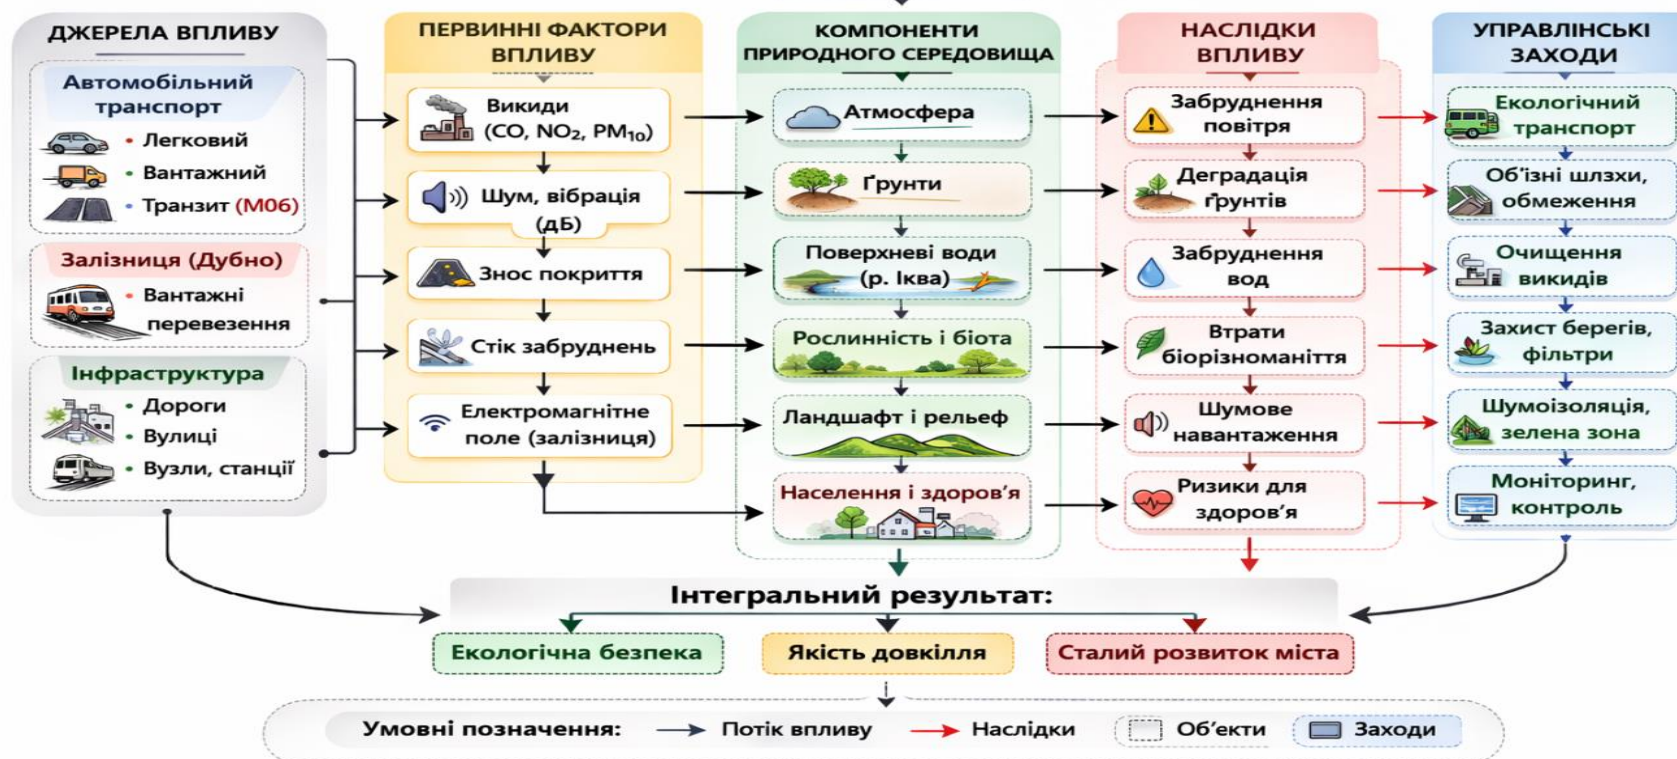 ДЖЕРЕЛА ВПЛИВУ
Автомобільний
транспорт
• Легковий
• Вантажний
• Транзит (М06)
Залізниця (Дубно)
• Вантажні
перевезення
Інфраструктура
• Дороги
• Вулиці
• Вузли, станції
ПЕРВИННІ ФАКТОРИ
ВПЛИВУ
Викиди
(CO, NO₂, PM₁₀)
Шум, вібрація
(дБ)
Знос покриття
Стік забруднень
Електромагнітне
поле (залізниця)
КОМПОНЕНТИ
ПРИРОДНОГО СЕРЕДОВИЩА
Атмосфера
Ґрунти
Поверхневі води
(р. Іква)
Рослинність і біота
Ландшафт і рельєф
Населення і здоров’я
НАСЛІДКИ
ВПЛИВУ
Забруднення
повітря
Деградація
ґрунтів
Забруднення
вод
Втрати
біорізноманіття
Шумове
навантаження
Ризики для
здоров’я
УПРАВЛІНСЬКІ
ЗАХОДИ
Екологічний
транспорт
Об’їзні шлзхи,
обмеження
Очищення
викидів
Захист берегів,
фільтри
Шумоізоляція,
зелена зона
Моніторинг,
контроль
Інтегральний результат:
Екологічна безпека
Якість довкілля
Сталий розвиток міста
Умовні позначення: Потік впливу Наслідки Об’єкти Заходи